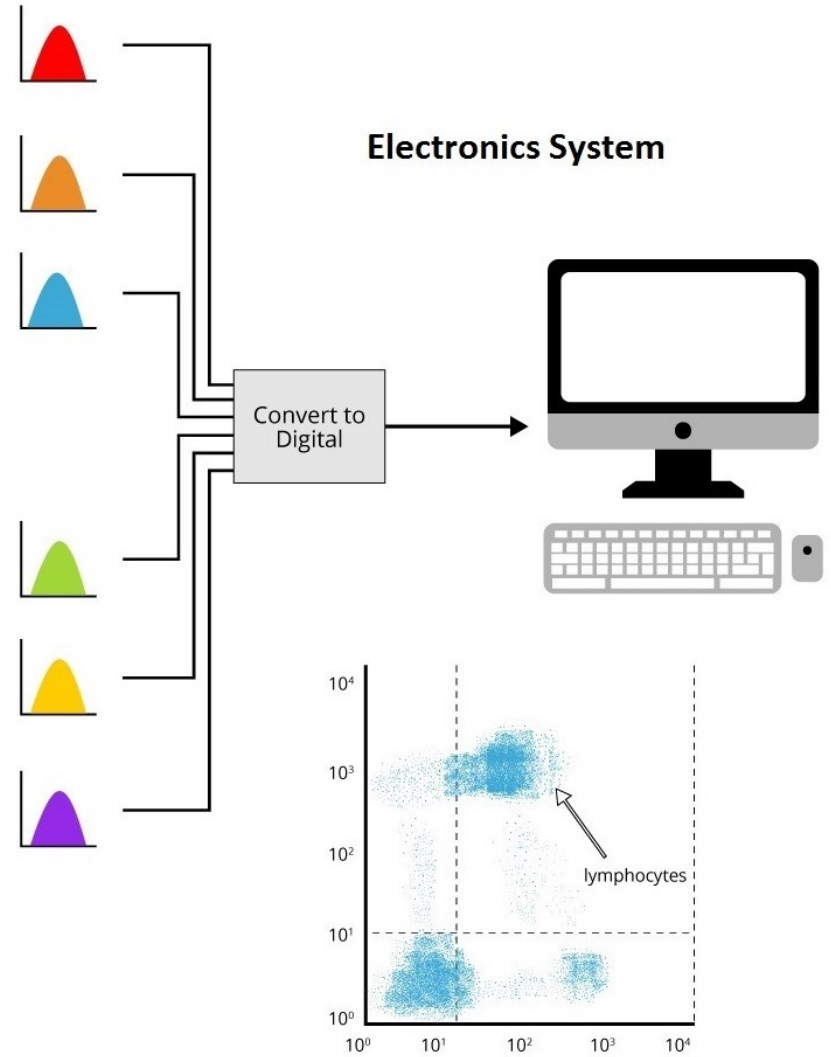 Electronics System
Convert to
Digital
10⁴
10³
10²
10¹
10⁰
lymphocytes
10⁰ 10¹ 10² 10³ 10⁴